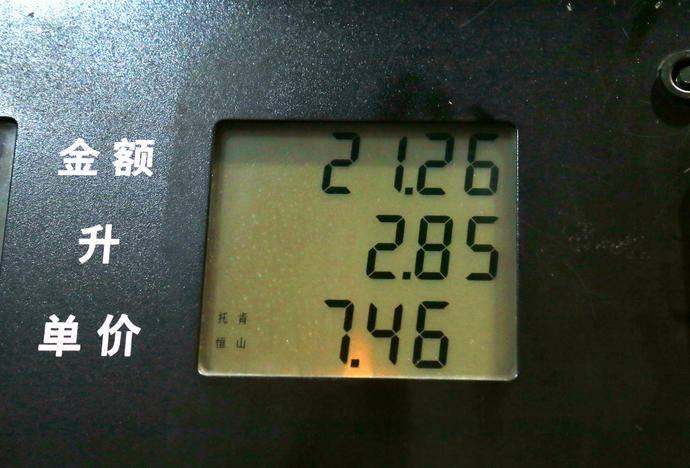 金额 21.26
升 2.85
单价 7.46
托肯
恒山